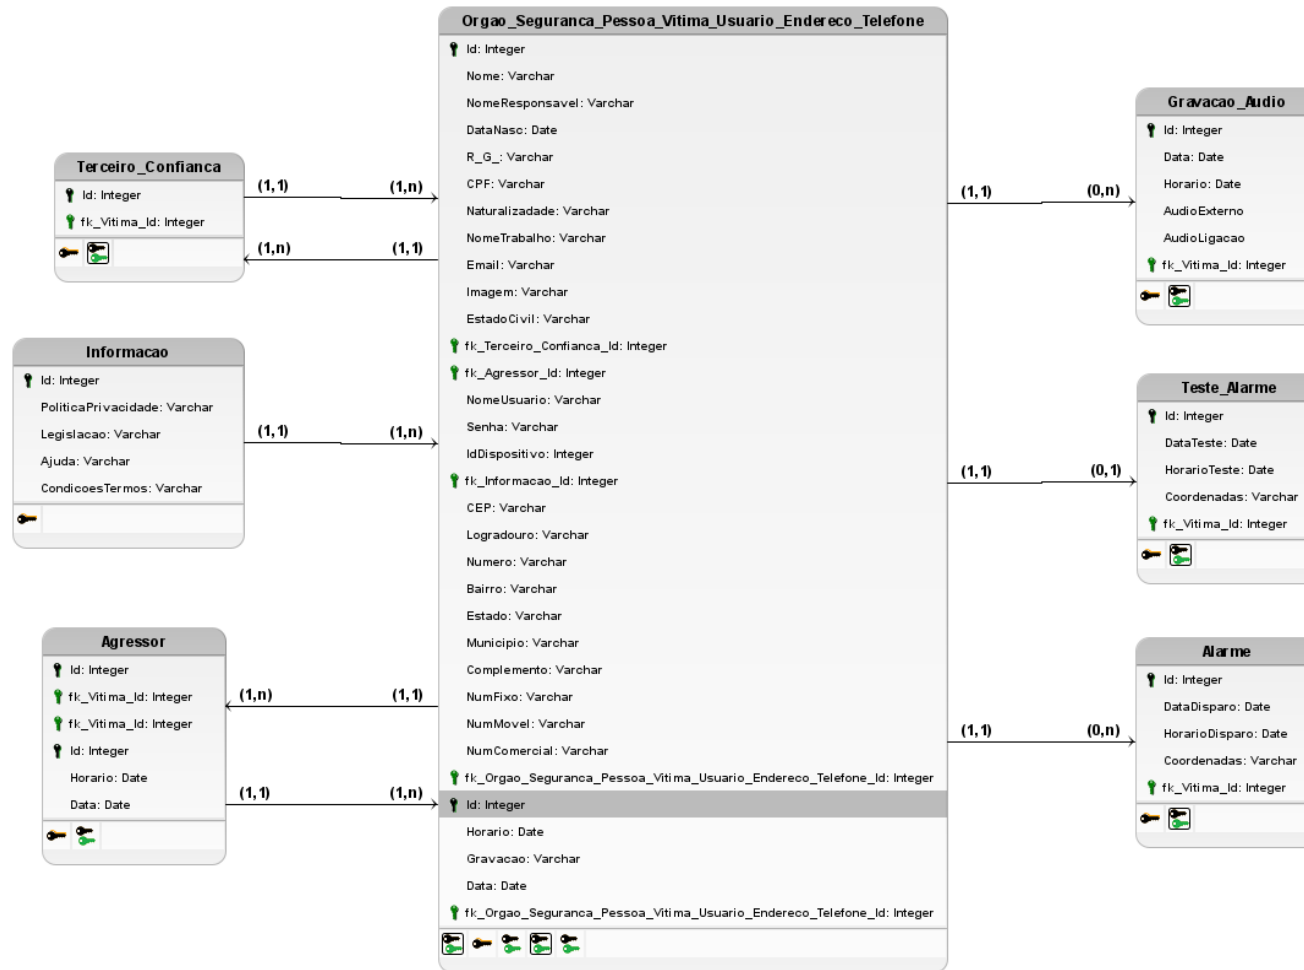 Orgao_Seguranca_Pessoa_Vitima_Usuario_Endereco_Telefone
Id: Integer
Nome: Varchar
NomeResponsavel: Varchar
DataNasc: Date
R_G_: Varchar
CPF: Varchar
Naturalizadade: Varchar
NomeTrabalho: Varchar
Email: Varchar
Imagem: Varchar
EstadoCivil: Varchar
fk_Terceiro_Confianca_Id: Integer
fk_Agressor_Id: Integer
NomeUsuario: Varchar
Senha: Varchar
IdDispositivo: Integer
fk_Informacao_Id: Integer
CEP: Varchar
Logradouro: Varchar
Numero: Varchar
Bairro: Varchar
Estado: Varchar
Municipio: Varchar
Complemento: Varchar
NumFixo: Varchar
NumMovel: Varchar
NumComercial: Varchar
fk_Orgao_Seguranca_Pessoa_Vitima_Usuario_Endereco_Telefone_Id: Integer
Id: Integer
Horario: Date
Gravacao: Varchar
Data: Date
fk_Orgao_Seguranca_Pessoa_Vitima_Usuario_Endereco_Telefone_Id: Integer
Terceiro_Confianca
Id: Integer
fk_Vitima_Id: Integer
(1,1) (1,n)
(1,n) (1,1)
Informacao
Id: Integer
PoliticaPrivacidade: Varchar
Legislacao: Varchar
Ajuda: Varchar
CondicoesTermos: Varchar
(1,1) (1,n)
Agressor
Id: Integer
fk_Vitima_Id: Integer
fk_Vitima_Id: Integer
Id: Integer
Horario: Date
Data: Date
(1,n) (1,1)
(1,1) (1,n)
Gravacao_Audio
Id: Integer
Data: Date
Horario: Date
AudioExterno
AudioLigacao
fk_Vitima_Id: Integer
(1,1) (0,n)
Teste_Alarme
Id: Integer
DataTeste: Date
HorarioTeste: Date
Coordenadas: Varchar
fk_Vitima_Id: Integer
(1,1) (0,1)
Alarme
Id: Integer
DataDisparo: Date
HorarioDisparo: Date
Coordenadas: Varchar
fk_Vitima_Id: Integer
(1,1) (0,n)